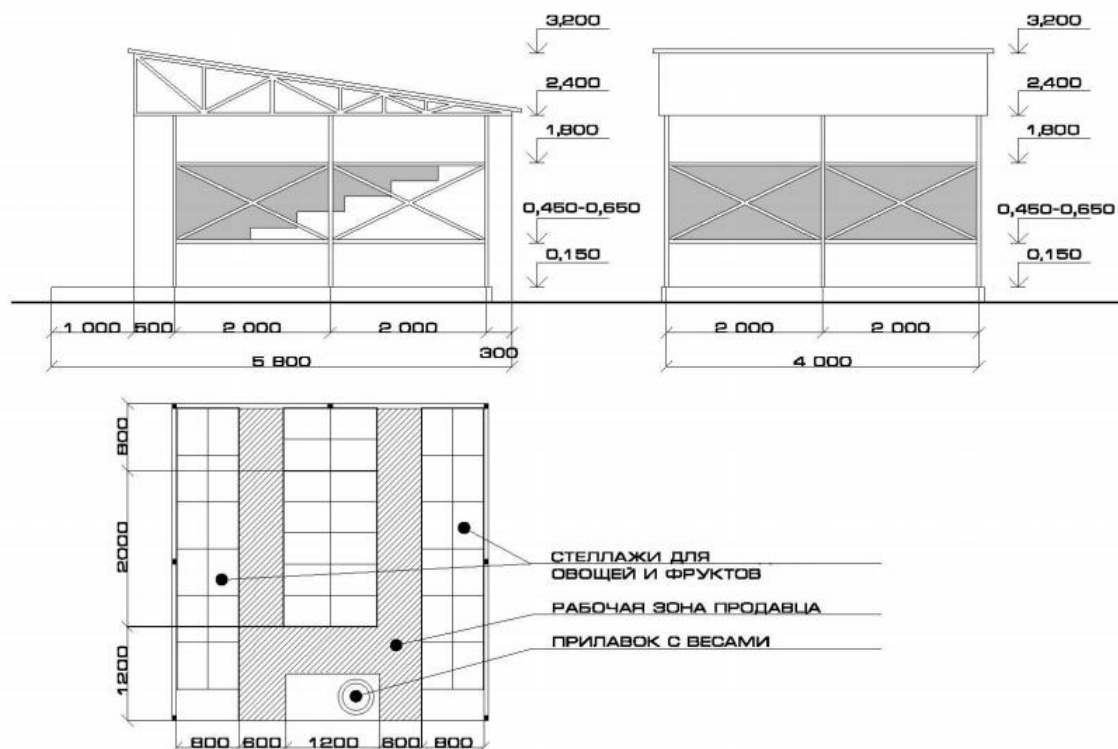 3,200
2,400
1,800
0,450-0,650
0,150
1 000 500 2 000 2 000
300
5 800
3,200
2,400
1,800
0,450-0,650
0,150
2 000 2 000
4 000
800
2000
1200
СТЕЛЛАЖИ ДЛЯ
ОВОЩЕЙ И ФРУКТОВ
РАБОЧАЯ ЗОНА ПРОДАВЦА
ПРИЛАВОК С ВЕСАМИ
800 600 1200 600 800